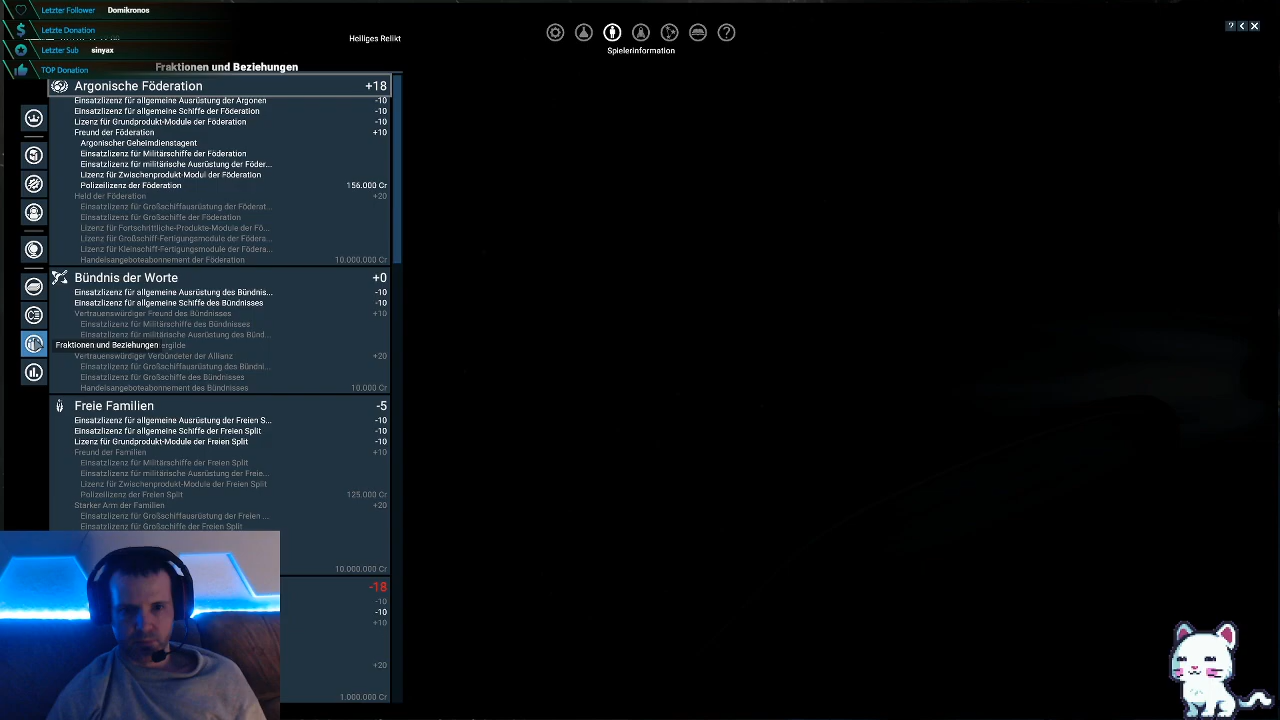 Letzter Follower Domikronos
Letzte Donation
Letzter Sub sinyax
TOP Donation
Heiliges Relikt
Spielerinformation
Fraktionen und Beziehungen
Argonische Föderation +18
Einsatzlizenz für allgemeine Ausrüstung der Argonen -10
Einsatzlizenz für allgemeine Schiffe der Föderation -10
Lizenz für Grundprodukt-Module der Föderation -10
Freund der Föderation +10
Argonischer Geheimdienstagent
Einsatzlizenz für Militärschiffe der Föderation
Einsatzlizenz für militärische Ausrüstung der Föder...
Lizenz für Zwischenprodukt-Modul der Föderation
Polizeilizenz der Föderation 156.000 Cr
Held der Föderation +20
Einsatzlizenz für Großschiffausrüstung der Föderat...
Einsatzlizenz für Großschiffe der Föderation
Lizenz für Fortschrittliche-Produkte-Module der Fö...
Lizenz für Großschiff-Fertigungsmodule der Födera...
Lizenz für Kleinschiff-Fertigungsmodule der Födera...
Handelsangeboteabonnement der Föderation 10.000.000 Cr
Bündnis der Worte +0
Einsatzlizenz für allgemeine Ausrüstung des Bündnis... -10
Einsatzlizenz für allgemeine Schiffe des Bündnisses -10
Vertrauenswürdiger Freund des Bündnisses +10
Einsatzlizenz für Militärschiffe des Bündnisses
Einsatzlizenz für militärische Ausrüstung des Bünd...
Fraktionen und Beziehungen ergilde
Vertrauenswürdiger Verbündeter der Allianz +20
Einsatzlizenz für Großschiffausrüstung des Bündni...
Einsatzlizenz für Großschiffe des Bündnisses
Handelsangeboteabonnement des Bündnisses 10.000 Cr
Freie Familien -5
Einsatzlizenz für allgemeine Ausrüstung der Freien S... -10
Einsatzlizenz für allgemeine Schiffe der Freien Split -10
Lizenz für Grundprodukt-Module der Freien Split -10
Freund der Familien +10
Einsatzlizenz für Militärschiffe der Freien Split
Einsatzlizenz für militärische Ausrüstung der Freie...
Lizenz für Zwischenprodukt-Module der Freien Split
Polizeilizenz der Freien Split 125.000 Cr
Starker Arm der Familien +20
Einsatzlizenz für Großschiffausrüstung der Freien ...
Einsatzlizenz für Großschiffe der Freien Split
10.000.000 Cr
-18
-10
-10
+10
+20
1.000.000 Cr